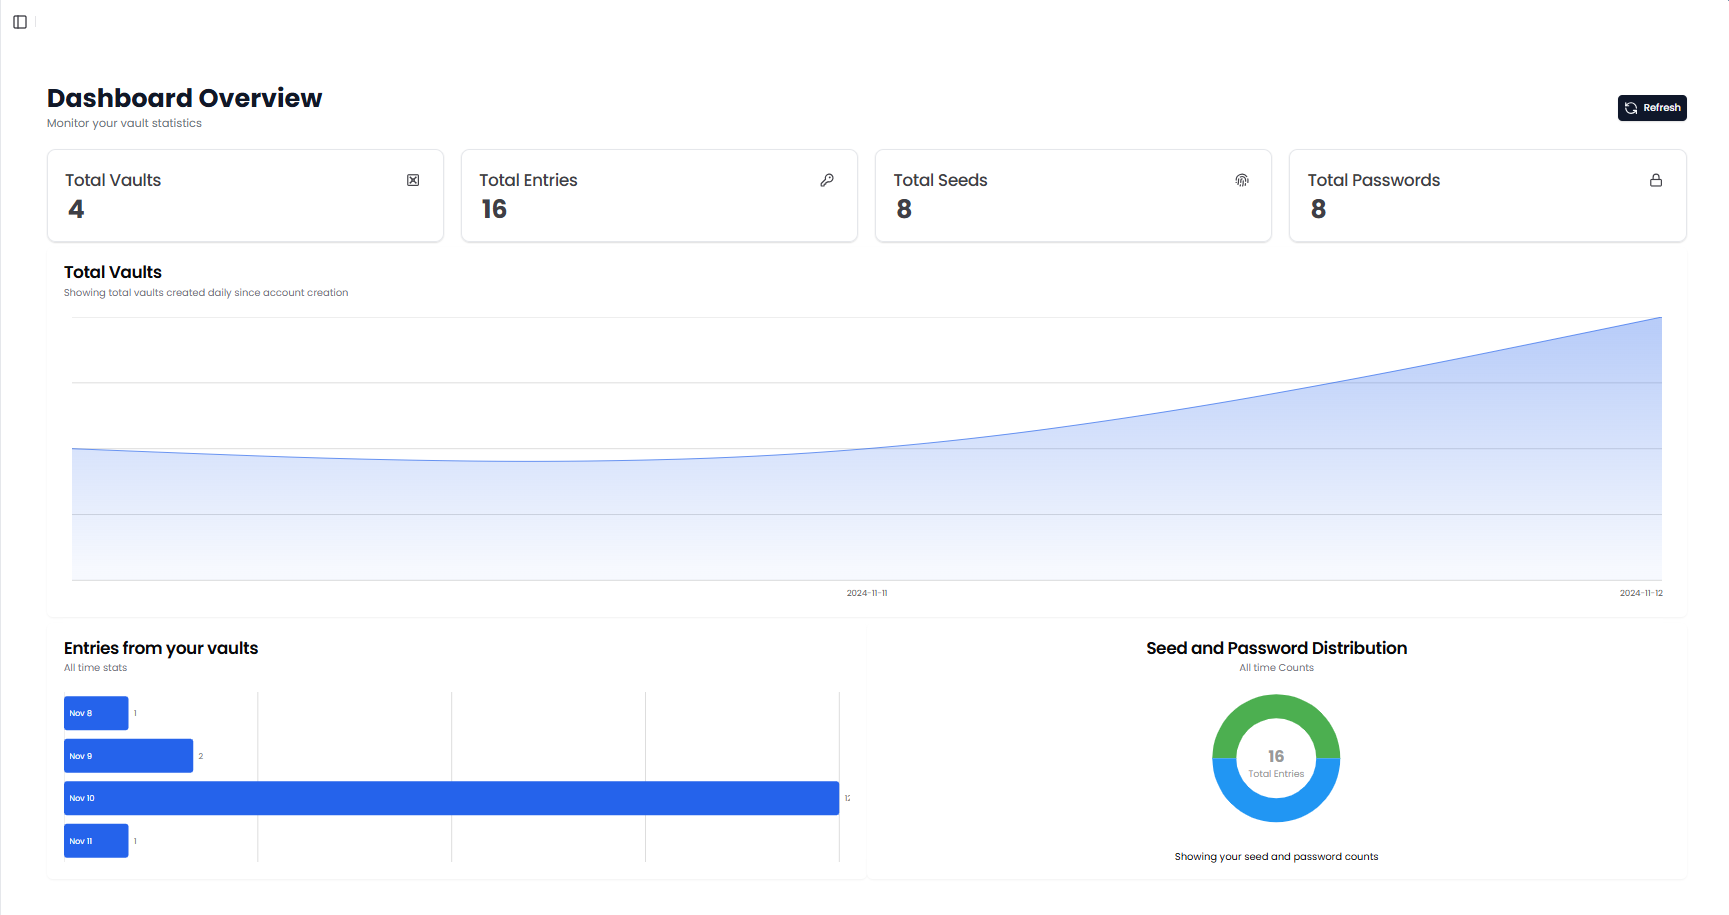 Dashboard Overview
Monitor your vault statistics
Refresh
Total Vaults
4
Total Entries
16
Total Seeds
8
Total Passwords
8
Total Vaults
Showing total vaults created daily since account creation
2024-11-11
2024-11-12
Entries from your vaults
All time stats
Nov 8
1
Nov 9
2
Nov 10
12
Nov 11
1
Seed and Password Distribution
All time Counts
16
Total Entries
Showing your seed and password counts